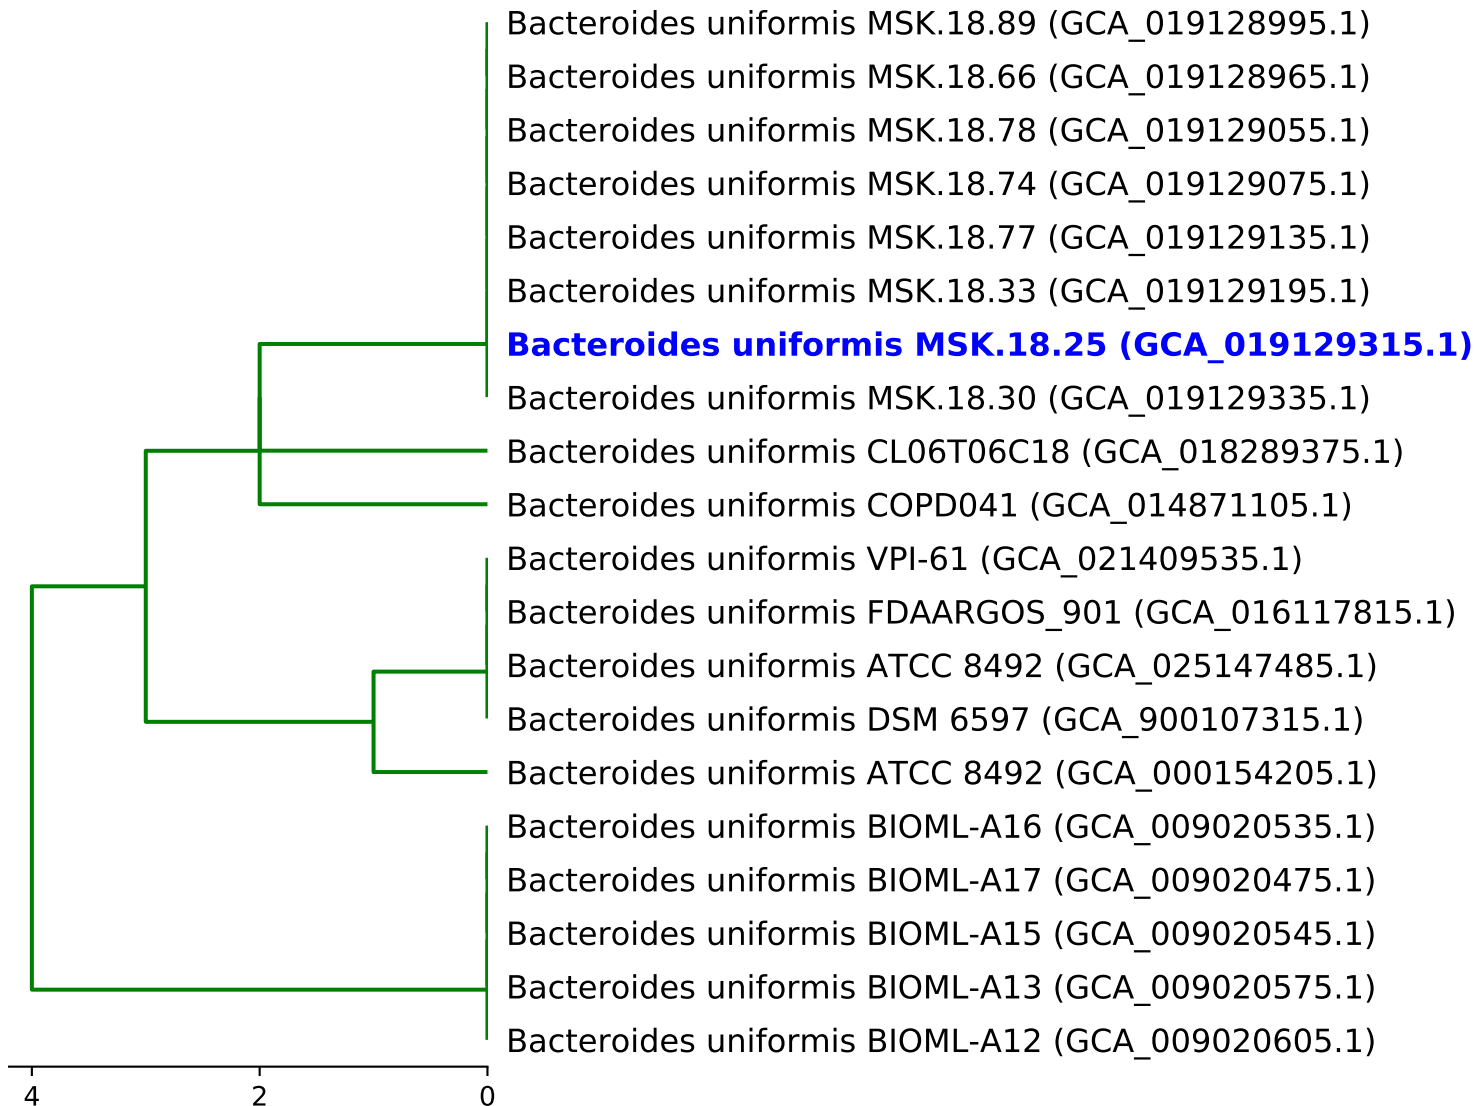 Bacteroides uniformis MSK.18.89 (GCA_019128995.1)
Bacteroides uniformis MSK.18.66 (GCA_019128965.1)
Bacteroides uniformis MSK.18.78 (GCA_019129055.1)
Bacteroides uniformis MSK.18.74 (GCA_019129075.1)
Bacteroides uniformis MSK.18.77 (GCA_019129135.1)
Bacteroides uniformis MSK.18.33 (GCA_019129195.1)
Bacteroides uniformis MSK.18.25 (GCA_019129315.1)
Bacteroides uniformis MSK.18.30 (GCA_019129335.1)
Bacteroides uniformis CL06T06C18 (GCA_018289375.1)
Bacteroides uniformis COPD041 (GCA_014871105.1)
Bacteroides uniformis VPI-61 (GCA_021409535.1)
Bacteroides uniformis FDAARGOS_901 (GCA_016117815.1)
Bacteroides uniformis ATCC 8492 (GCA_025147485.1)
Bacteroides uniformis DSM 6597 (GCA_900107315.1)
Bacteroides uniformis ATCC 8492 (GCA_000154205.1)
Bacteroides uniformis BIOML-A16 (GCA_009020535.1)
Bacteroides uniformis BIOML-A17 (GCA_009020475.1)
Bacteroides uniformis BIOML-A15 (GCA_009020545.1)
Bacteroides uniformis BIOML-A13 (GCA_009020575.1)
Bacteroides uniformis BIOML-A12 (GCA_009020605.1)
4 2 0